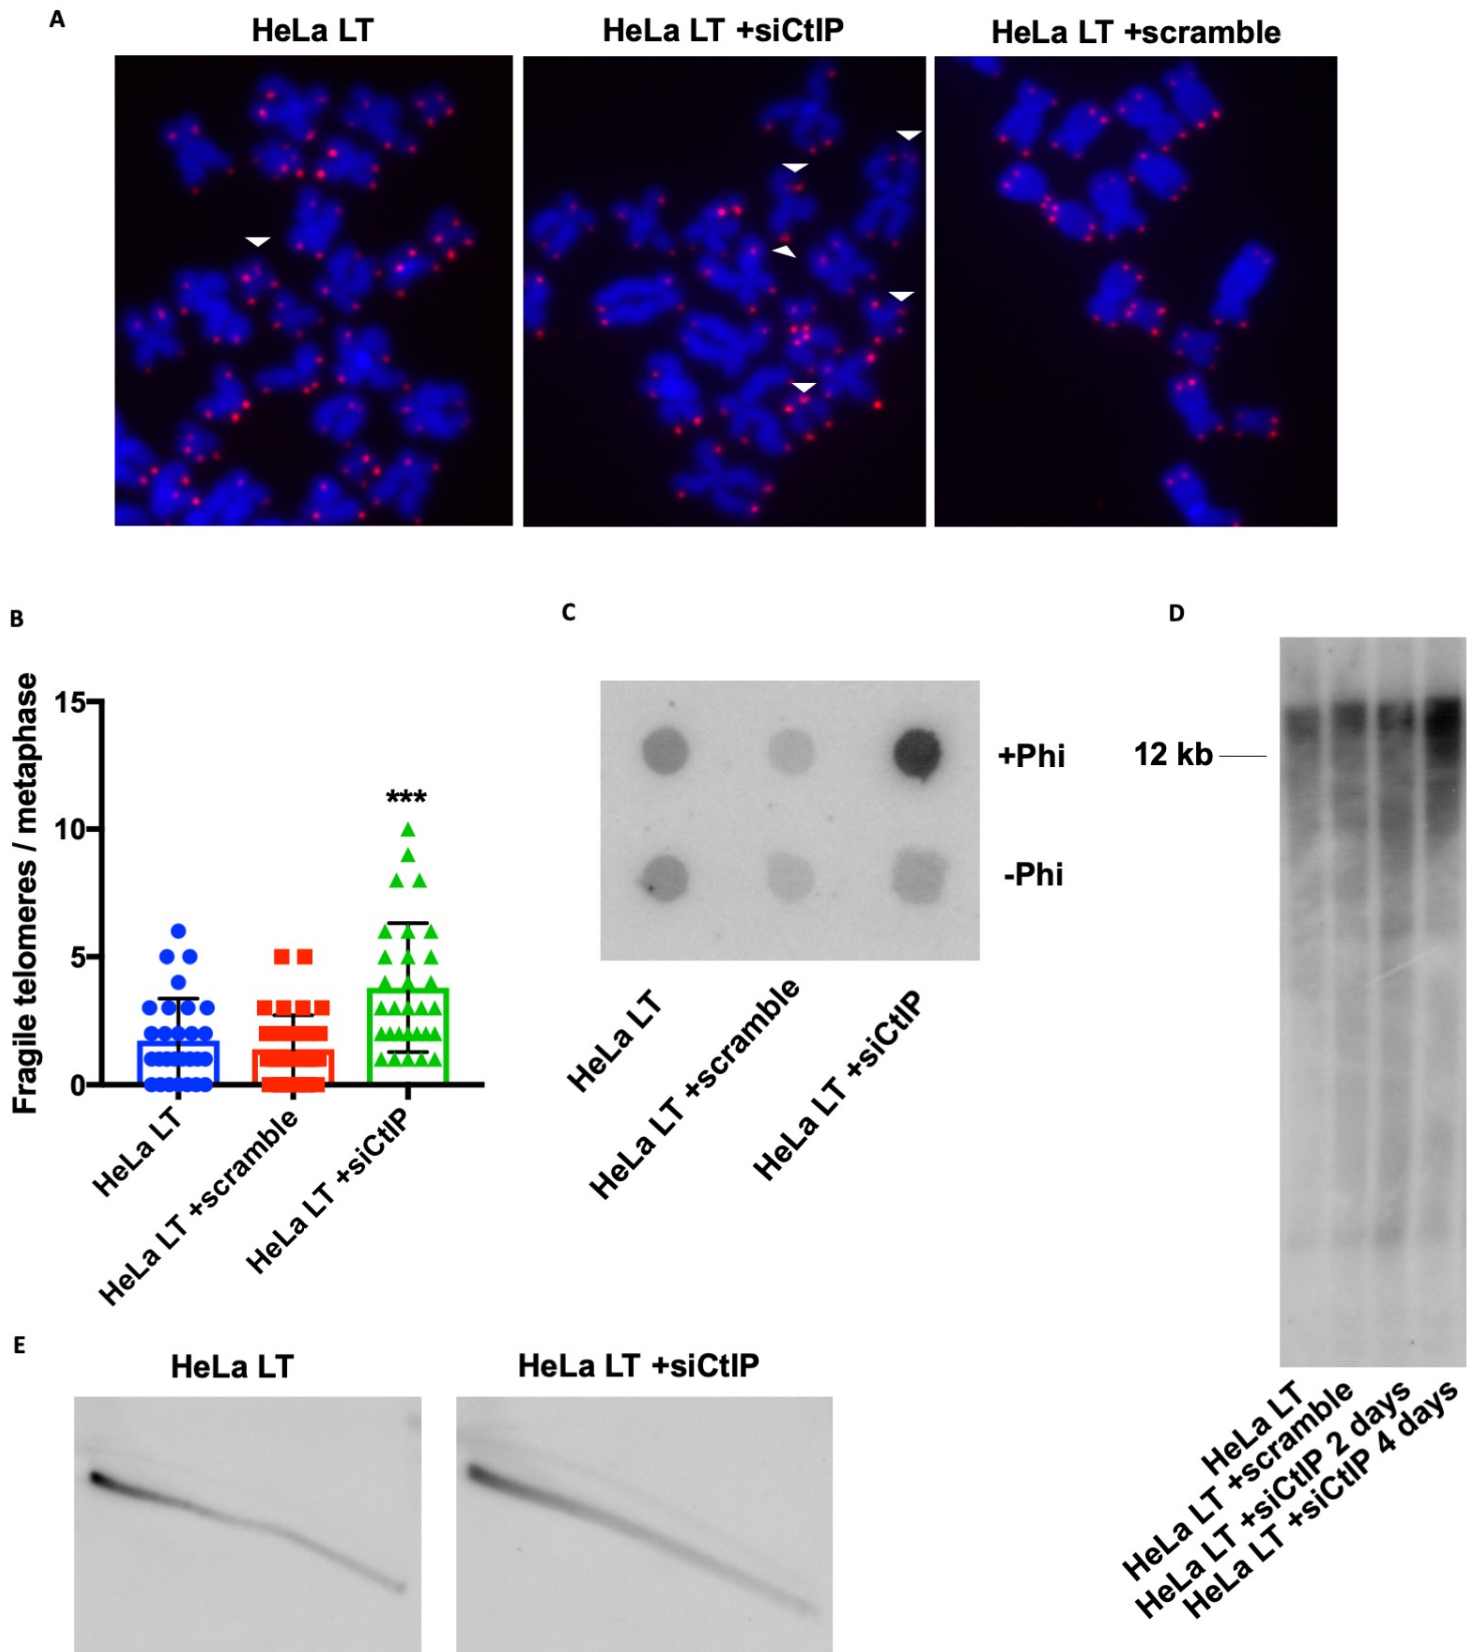 A
HeLa LT
HeLa LT +siCtIP
HeLa LT +scramble
B
Fragile telomeres / metaphase
15
10
5
0
***
HeLa LT
HeLa LT +scramble
HeLa LT +siCtIP
C
+Phi
-Phi
HeLa LT
HeLa LT +scramble
HeLa LT +siCtIP
D
12 kb
HeLa LT
HeLa LT +scramble
HeLa LT +siCtIP 2 days
HeLa LT +siCtIP 4 days
E
HeLa LT
HeLa LT +siCtIP